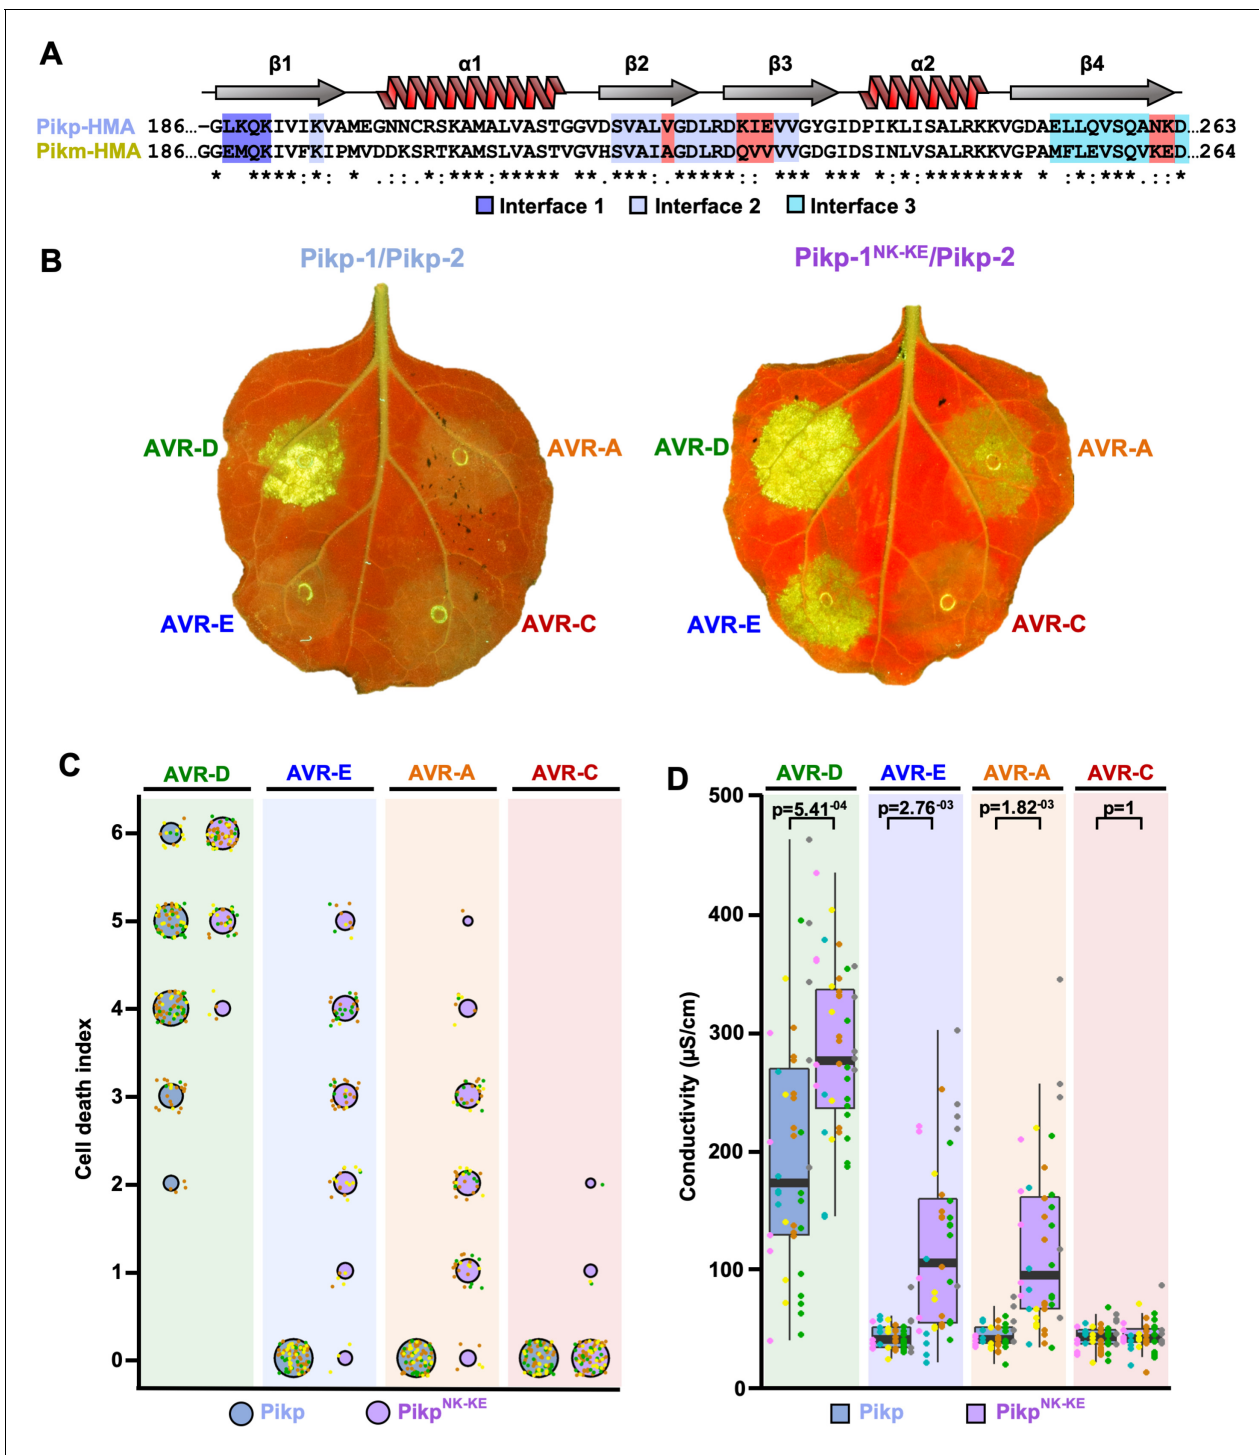 A
β1 α1 β2 β3 α2 β4
Pikp-HMA 186…-GLKQKIVIKVAMEGNNCRSKAMALVASTGGVDSVALVGDLRDKIEVVGYGIDPIKLISALRKKVGDAELLQVSQANKD…263
Pikm-HMA 186…GGEMQKIVFKIPMVDDKSRTKAMSLVASTVGVHSVAIAGDLRDQVVVVGDGIDSINLVSALRKKVGPAMFLEVSQVKED…264
Interface 1 Interface 2 Interface 3
B
Pikp-1/Pikp-2 Pikp-1NK-KE/Pikp-2
AVR-D AVR-A AVR-D AVR-A
AVR-E AVR-C AVR-E AVR-C
C
AVR-D AVR-E AVR-A AVR-C
Cell death index
6
5
4
3
2
1
0
Pikp PikpNK-KE
D
AVR-D AVR-E AVR-A AVR-C
p=5.41-04 p=2.76-03 p=1.82-03 p=1
Conductivity (µS/cm)
500
400
300
200
100
0
Pikp PikpNK-KE